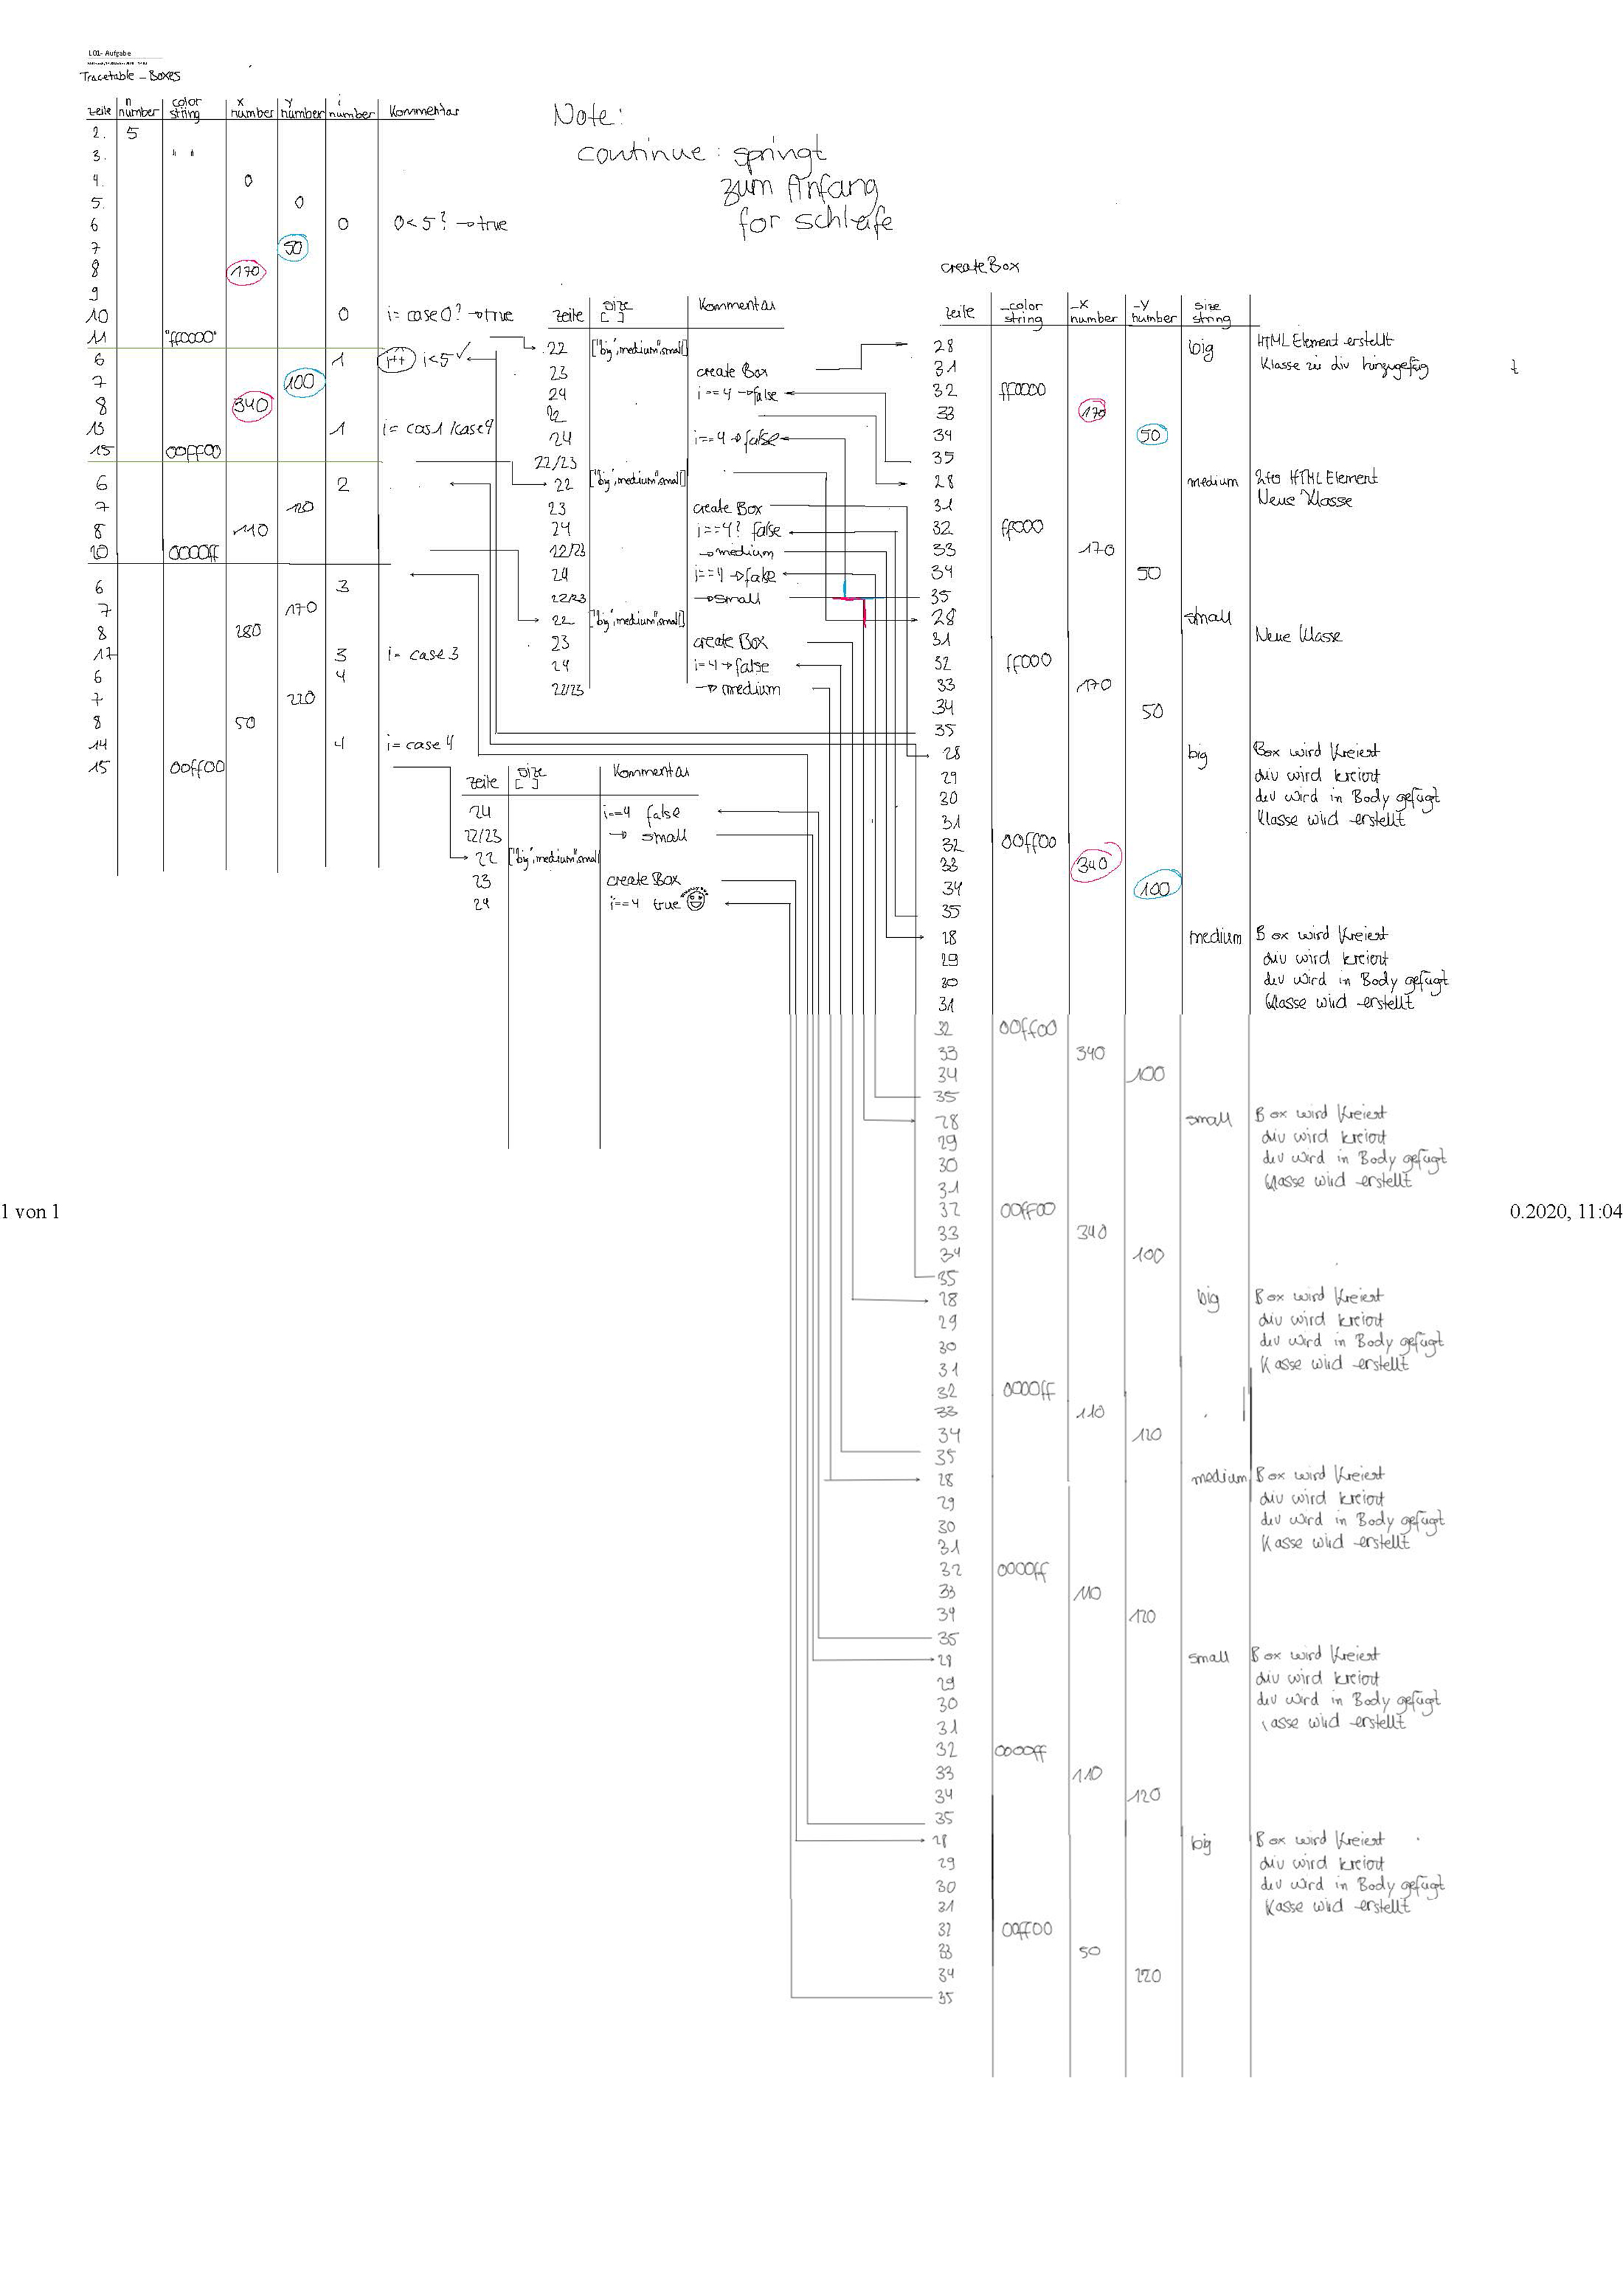 L01- Aufgabe
Tracetable - Boxes
Zeile n number color string x number y number i number Kommentar
2. 5
3. " "
4. 0
5. 0
6 0 0<5? → true
7 50
8 170
9
10 0 i= case 0? → true
11 "ff0000"
6 1 i++ i<5 ✓
7 100
8 340
13 1 i= cas1/case4
15 00ff00
6 2
7 120
8 110
20 0000ff
6 3
7 170
8 280
17 3 i= case 3
6 4
7 220
8 50
14 4 i= case 4
15 00ff00
Note:
continue: springt
zum Anfang
for schleife
Zeile size [ ] Kommentar
22 ["big","medium","small"]
23 create Box
24 i==4 → false
22
24 i==4 → false
22/23
22 ["big","medium","small"]
23 create Box
24 i==4? false
22/23 → medium
24 i==4 → false
22/23 → small
22 ["big","medium","small"]
23 create Box
24 i=4 → false
22/23 → medium
Zeile size [ ] Kommentar
24 i==4 false
22/23 → small
22 ["big","medium","small"]
23 create Box
24 i==4 true
createBox
Zeile _color string _x number _y number size string
28 big HTML Element erstellt
31 Klasse zu div hinzugefüg t
32 ff0000
33 170
34 50
35
28 medium 2tes HTML Element
31 Neue Klasse
32 ff000
33 170
34 50
35
28 small
31 Neue Klasse
32 ff000
33 170
34 50
35
28 big Box wird kreiert
29 div wird kreiert
30 div wird in Body gefügt
31 Klasse wird erstellt
32 00ff00
33 340
34 100
35
28 medium Box wird kreiert
29 div wird kreiert
30 div wird in Body gefügt
31 Klasse wird erstellt
32 00ff00
33 340
34 100
35
28 small Box wird kreiert
29 div wird kreiert
30 div wird in Body gefügt
31 Klasse wird erstellt
32 00ff00
33 340
34 100
35
28 big Box wird kreiert
29 div wird kreiert
30 div wird in Body gefügt
31 Kasse wird erstellt
32 0000ff
33 110
34 120
35
28 medium Box wird kreiert
29 div wird kreiert
30 div wird in Body gefügt
31 Kasse wird erstellt
32 0000ff
33 110
34 120
35
28 small Box wird kreiert
29 div wird kreiert
30 div wird in Body gefügt
31 asse wird erstellt
32 0000ff
33 110
34 120
35
28 big Box wird kreiert
29 div wird kreiert
30 div wird in Body gefügt
31 Kasse wird erstellt
32 00ff00
33 50
34 220
35
1 von 1
0.2020, 11:04